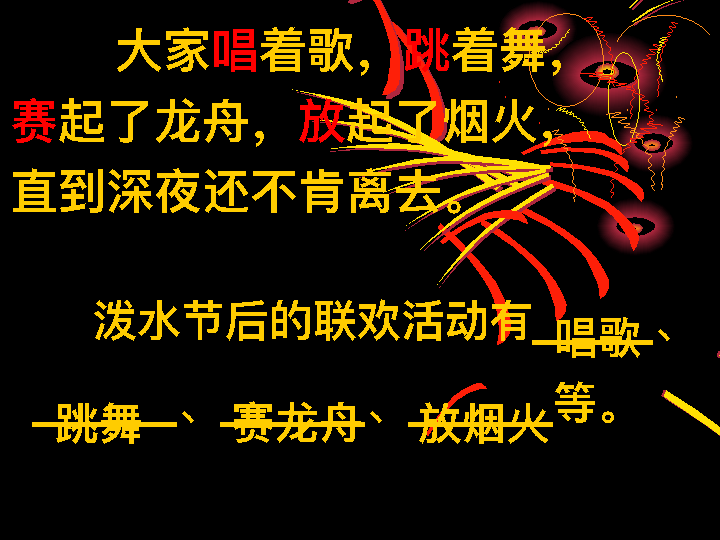 大家唱着歌，跳着舞，
赛起了龙舟，放起了烟火，
直到深夜还不肯离去。
泼水节后的联欢活动有唱歌、
跳舞、赛龙舟、放烟火等。